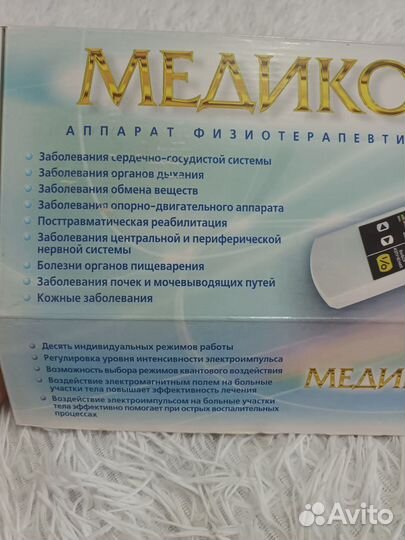 МЕДИКО
АППАРАТ ФИЗИОТЕРАПЕВТИ
Заболевания сердечно-сосудистой системы
Заболевания органов дыхания
Заболевания обмена веществ
Заболевания опорно-двигательного аппарата
Посттравматическая реабилитация
Заболевания центральной и периферической
нервной системы
Болезни органов пищеварения
Заболевания почек и мочевыводящих путей
Кожные заболевания
Десять индивидуальных режимов работы
Регулировка уровня интенсивности электроимпульса
Возможность выбора режимов квантового воздействия
Воздействие электромагнитным полем на больные
участки тела повышает эффективность лечения
Воздействие электроимпульсом на больные участки
тела эффективно помогает при острых воспалительных
процессах
МЕДИ
Avito